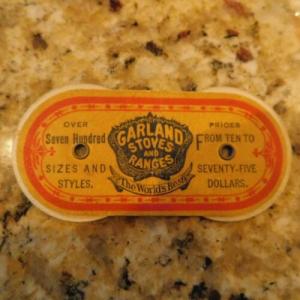 OVER
Seven Hundred
SIZES AND
STYLES.
GARLAND
STOVES
AND
RANGES
The World's Best
PRICES
FROM TEN TO
SEVENTY-FIVE
DOLLARS.